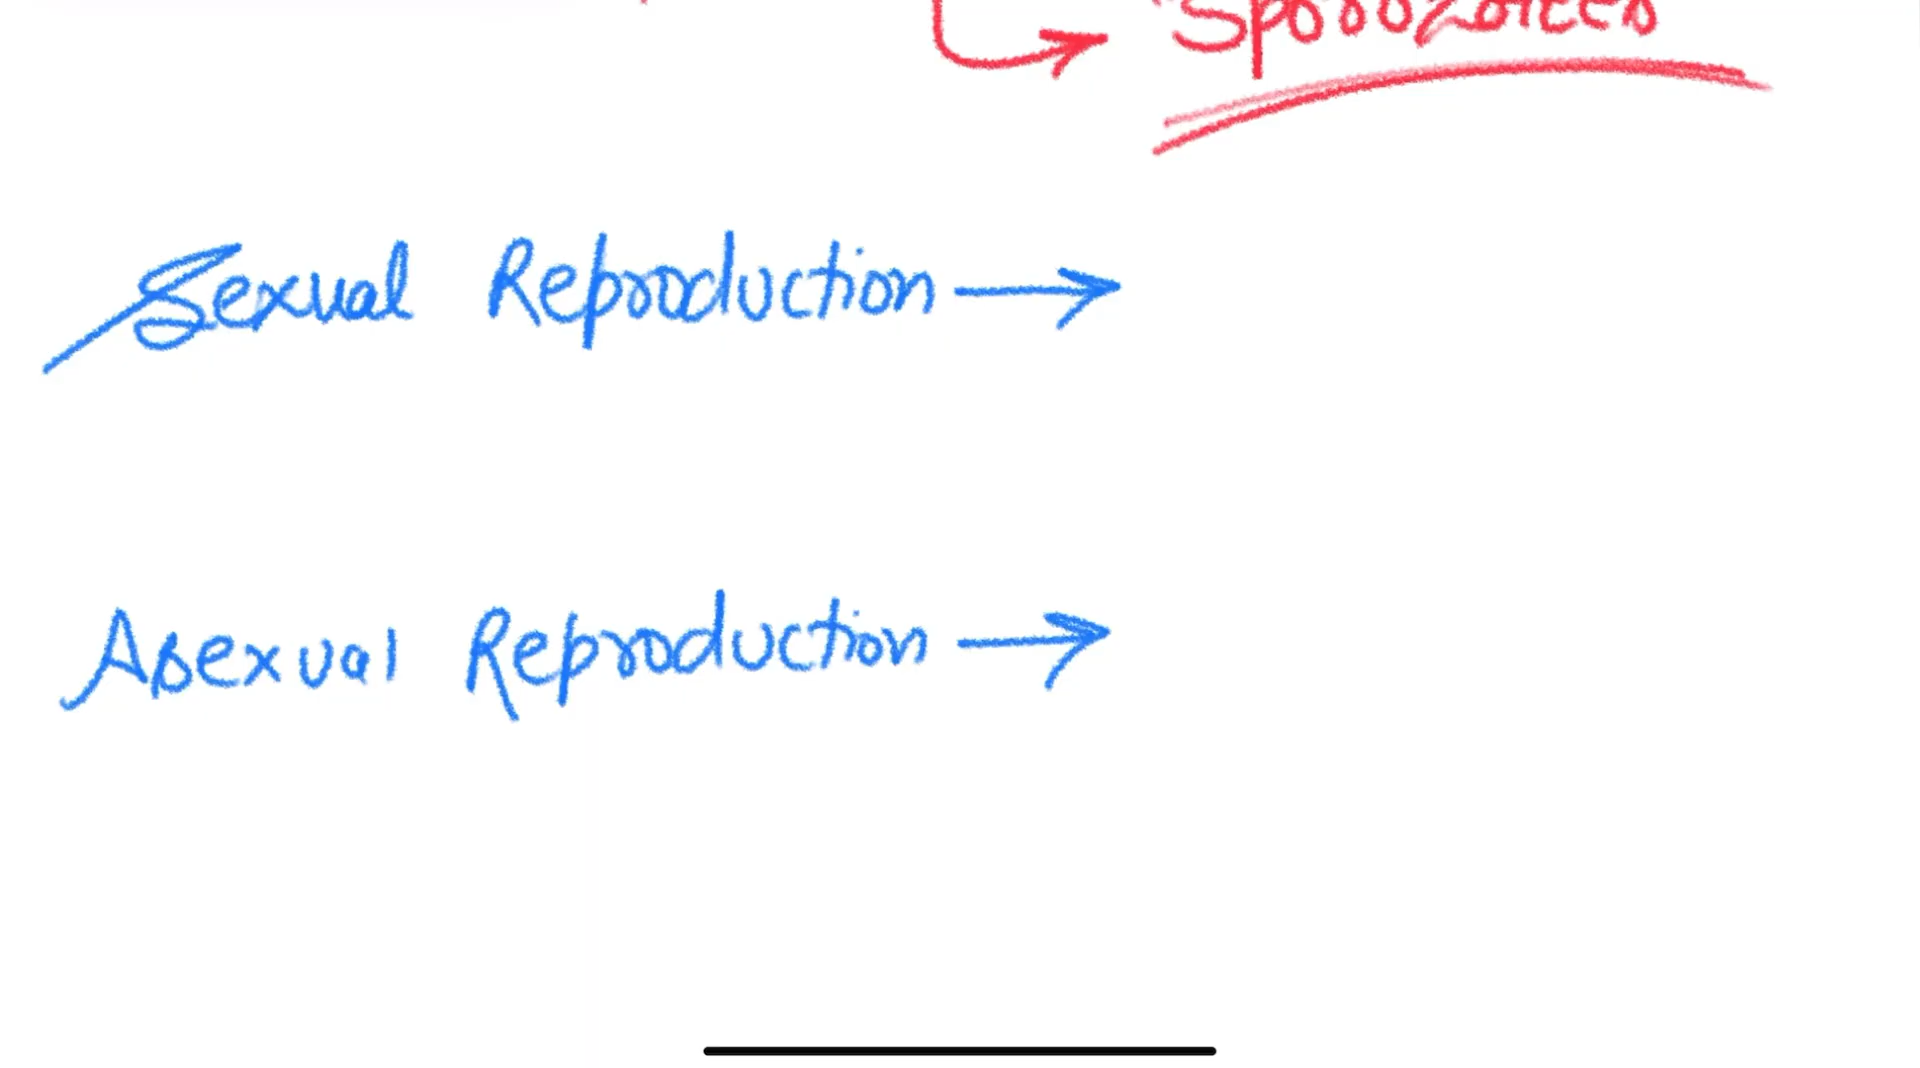 → Sporozoites
Sexual Reproduction →
Asexual Reproduction →